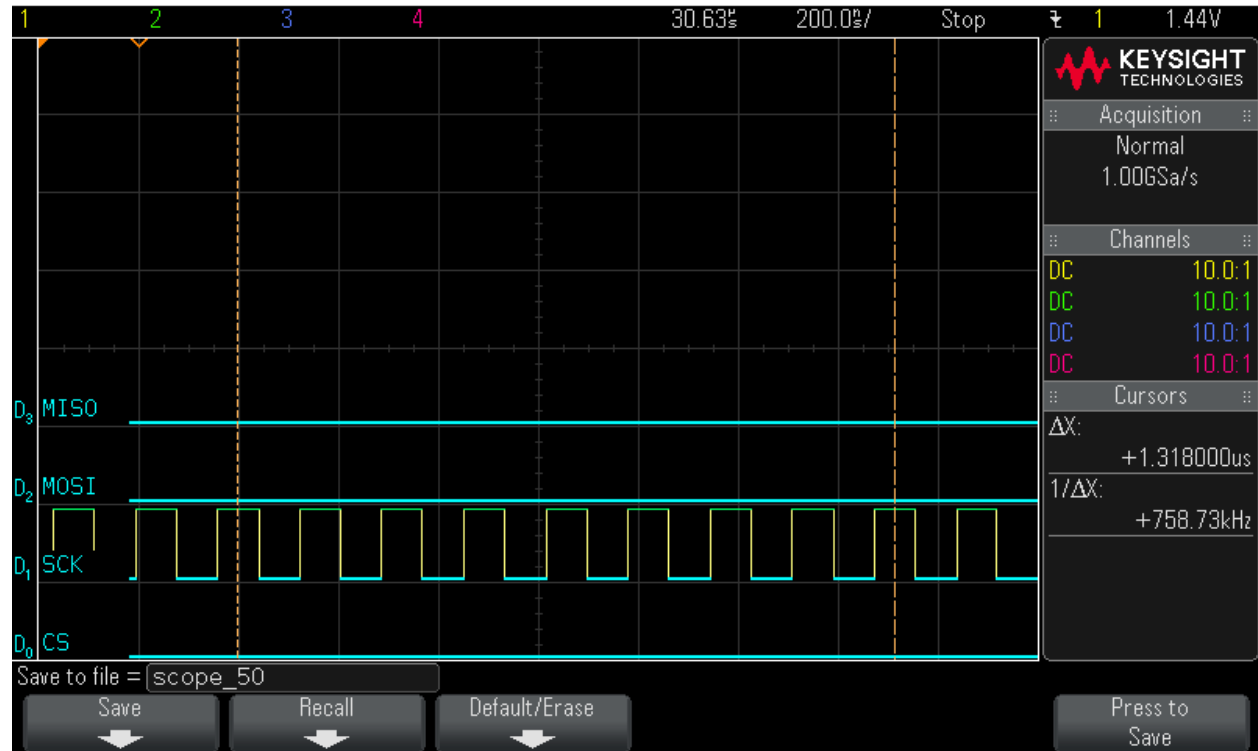 1 2 3 4 30.63µs 200.0ns/ Stop 1 1.44V
KEYSIGHT
TECHNOLOGIES
Acquisition
Normal
1.00GSa/s
Channels
DC 10.0:1
DC 10.0:1
DC 10.0:1
DC 10.0:1
Cursors
ΔX:
+1.318000us
1/ΔX:
+758.73kHz
D3 MISO
D2 MOSI
D1 SCK
D0 CS
Save to file = scope_50
Save
Recall
Default/Erase
Press to
Save